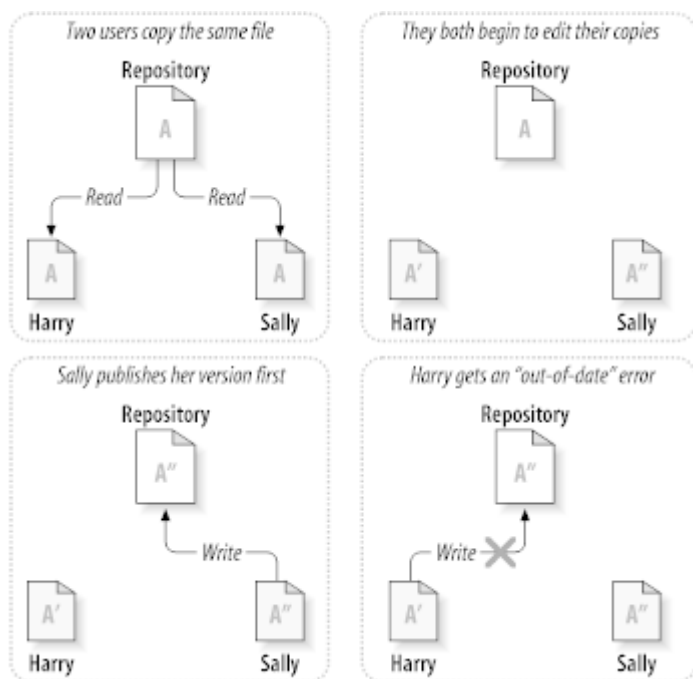 Two users copy the same file
Repository
A
Read
Read
A
A
Harry
Sally
They both begin to edit their copies
Repository
A
A'
A"
Harry
Sally
Sally publishes her version first
Repository
A"
Write
A'
A"
Harry
Sally
Harry gets an "out-of-date" error
Repository
A"
Write
A'
A"
Harry
Sally